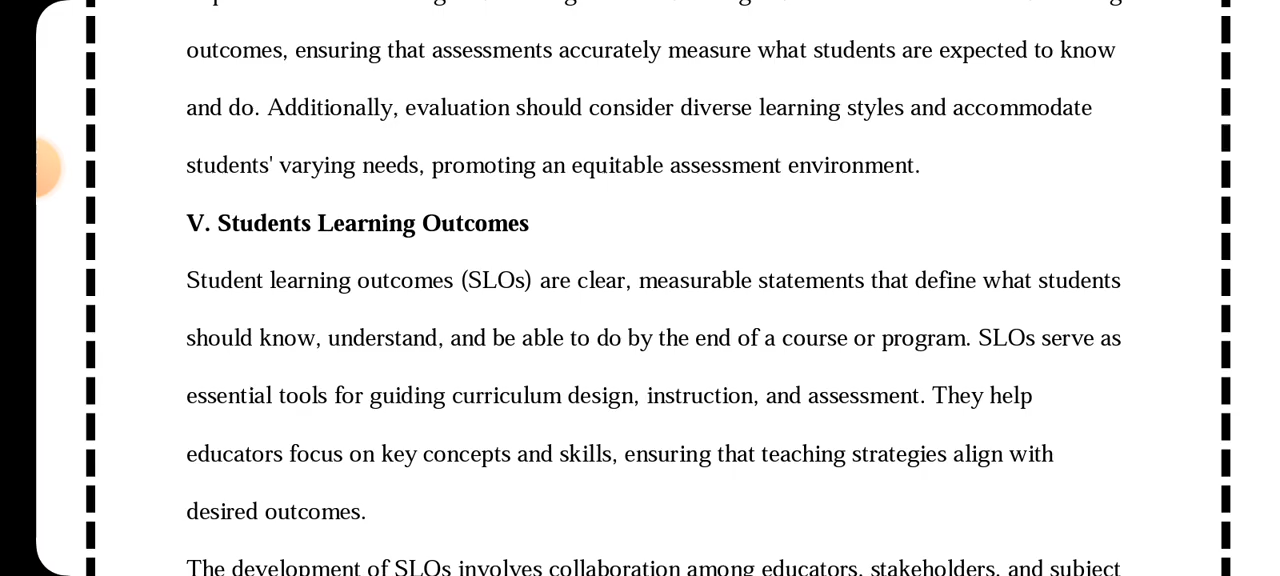 outcomes, ensuring that assessments accurately measure what students are expected to know
and do. Additionally, evaluation should consider diverse learning styles and accommodate
students' varying needs, promoting an equitable assessment environment.
V. Students Learning Outcomes
Student learning outcomes (SLOs) are clear, measurable statements that define what students
should know, understand, and be able to do by the end of a course or program. SLOs serve as
essential tools for guiding curriculum design, instruction, and assessment. They help
educators focus on key concepts and skills, ensuring that teaching strategies align with
desired outcomes.
The development of SLOs involves collaboration among educators, stakeholders, and subject